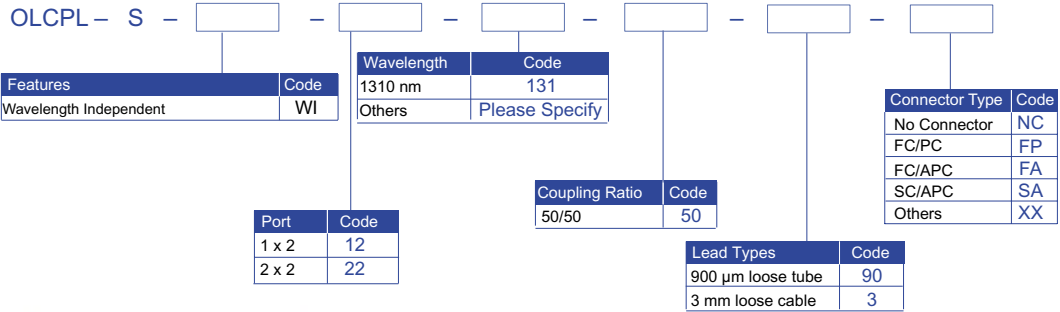 OLCPL – S – – – – – –
Features Code
Wavelength Independent WI
Port Code
1 x 2 12
2 x 2 22
Wavelength Code
1310 nm 131
Others Please Specify
Coupling Ratio Code
50/50 50
Lead Types Code
900 µm loose tube 90
3 mm loose cable 3
Connector Type Code
No Connector NC
FC/PC FP
FC/APC FA
SC/APC SA
Others XX